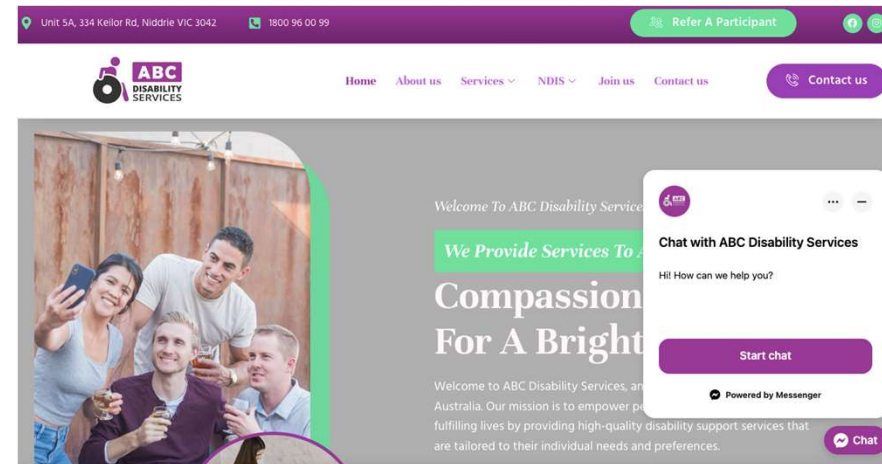 Unit 5A, 334 Keilor Rd, Niddrie VIC 3042
1800 96 00 99
Refer A Participant
ABC
DISABILITY
SERVICES
Home
About us
Services
NDIS
Join us
Contact us
Contact us
Welcome To ABC Disability Service
We Provide Services To
Compassion
For A Bright
Welcome to ABC Disability Services,
Australia. Our mission is to empower
fulfilling lives by providing high-quality disability support services that
are tailored to their individual needs and preferences.
Chat with ABC Disability Services
Hi! How can we help you?
Start chat
Powered by Messenger
Chat